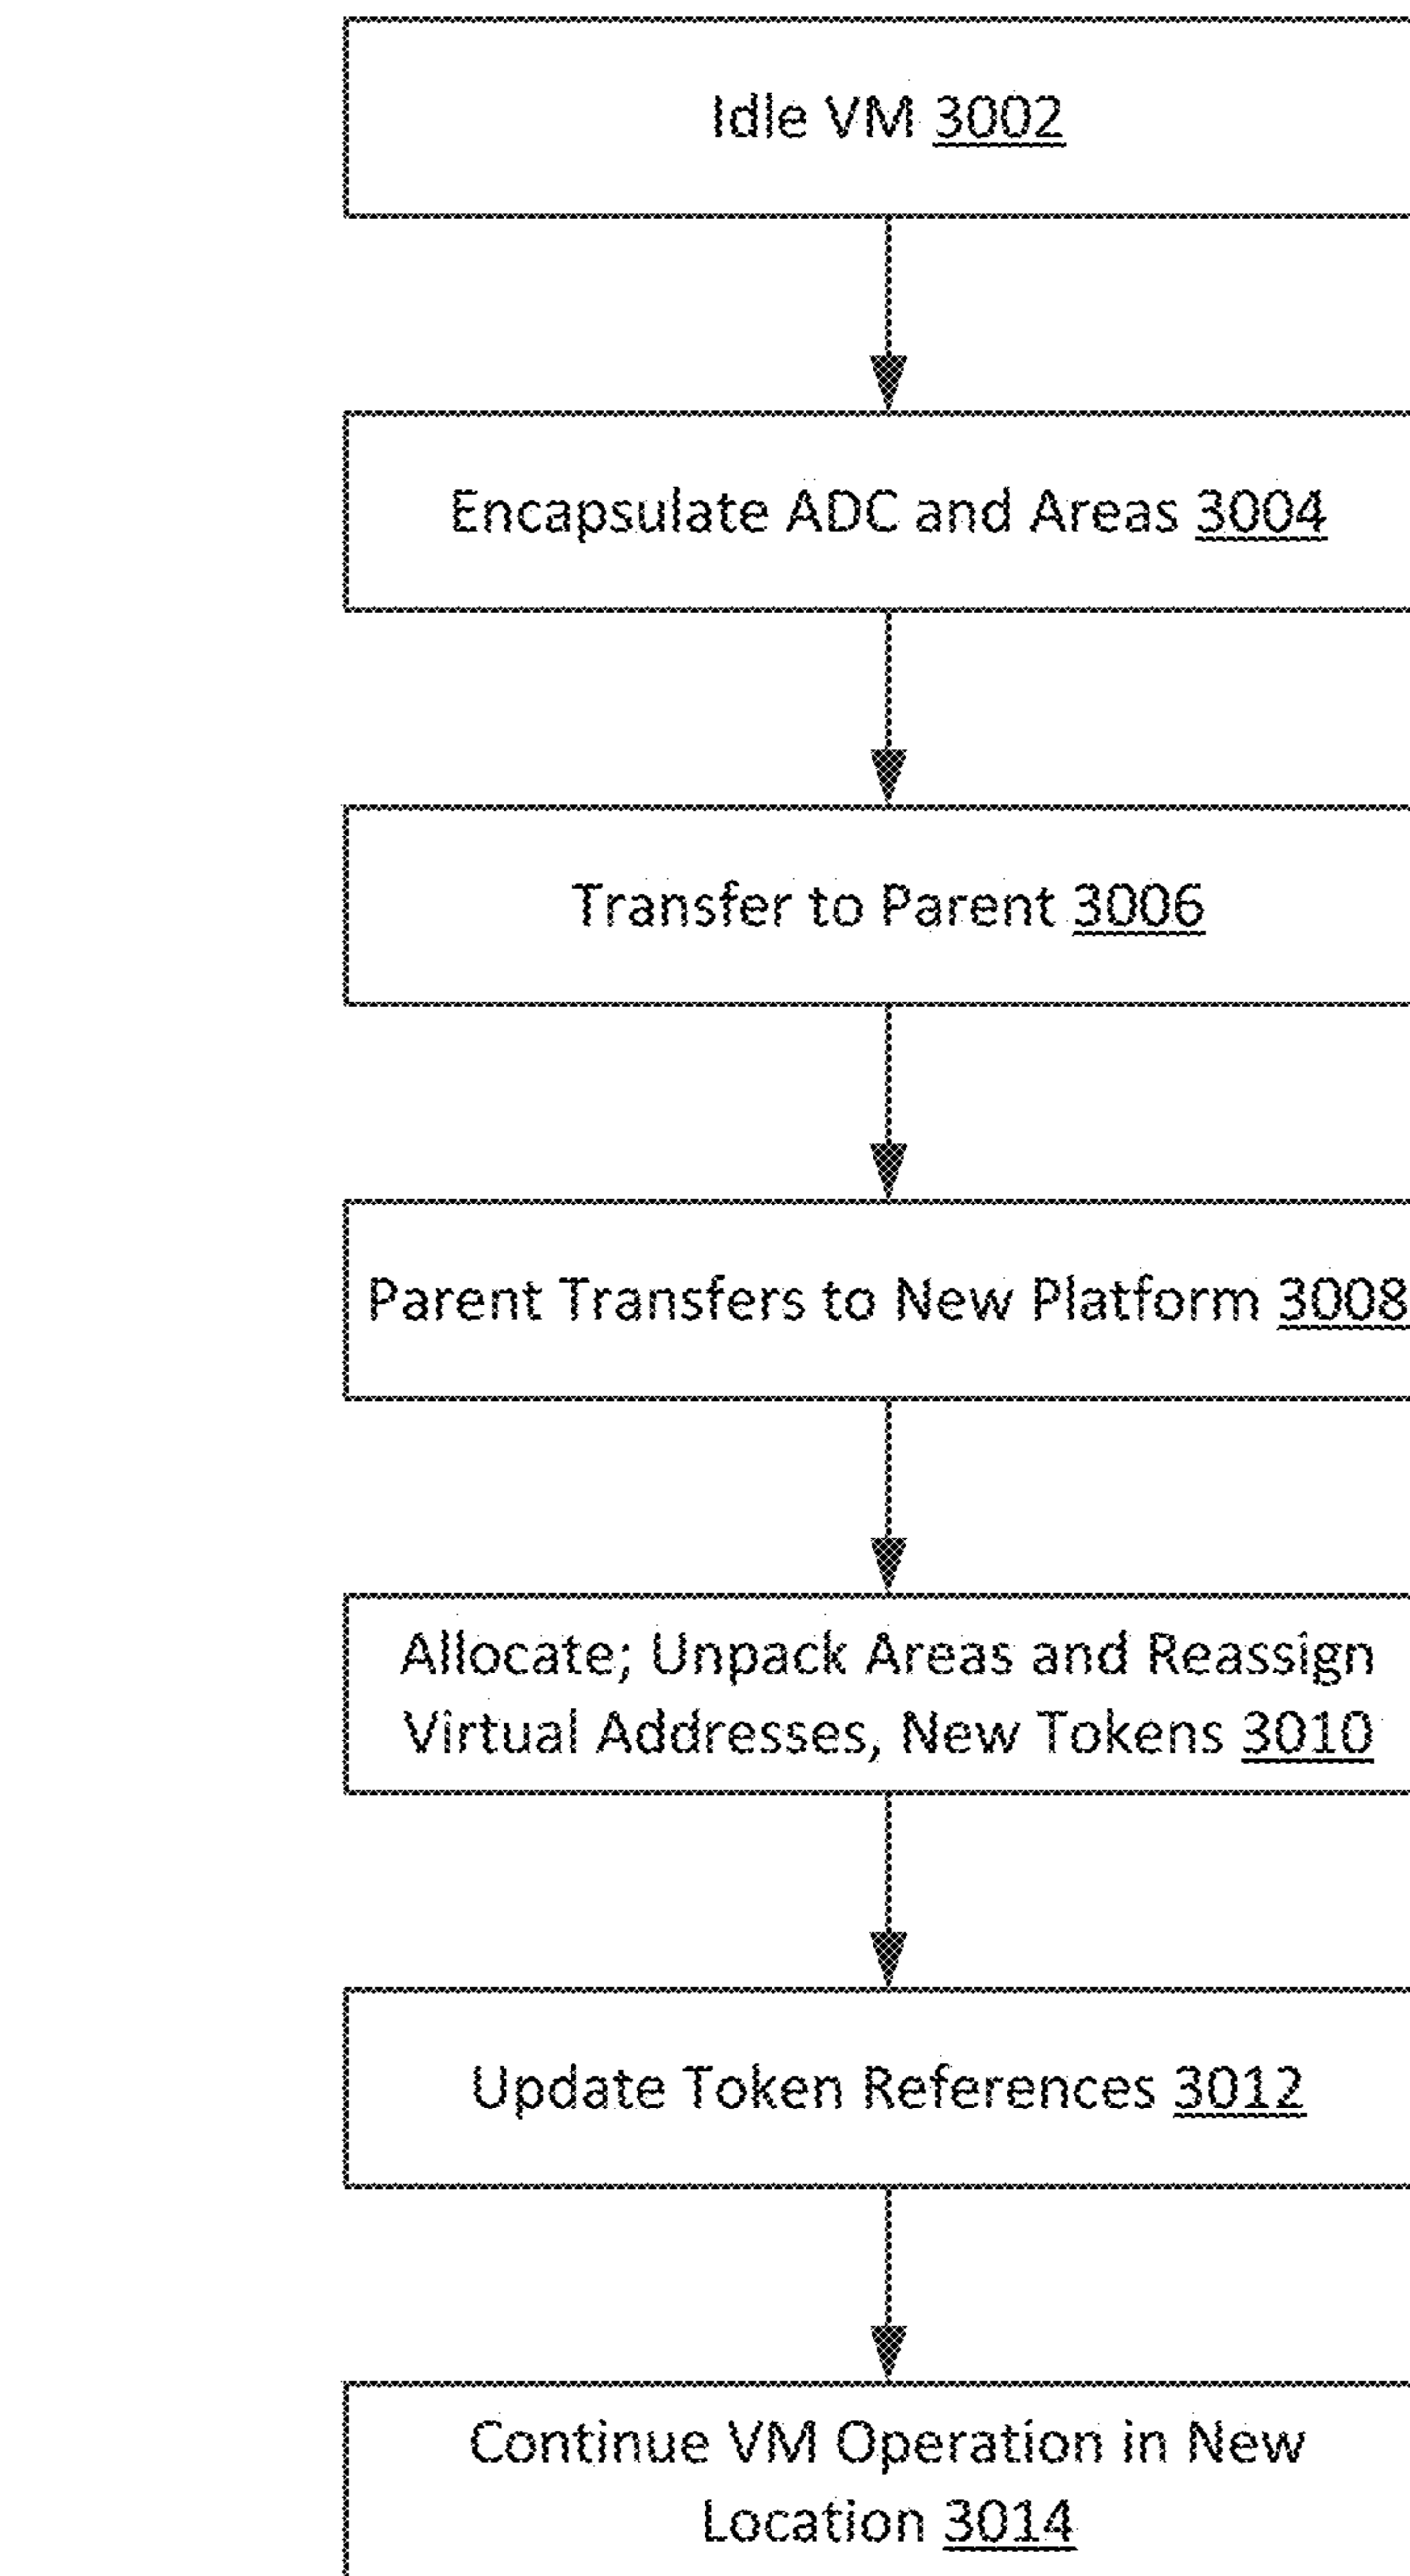 Idle VM 3002
Encapsulate ADC and Areas 3004
Transfer to Parent 3006
Parent Transfers to New Platform 3008
Allocate; Unpack Areas and Reassign
Virtual Addresses, New Tokens 3010
Update Token References 3012
Continue VM Operation in New
Location 3014